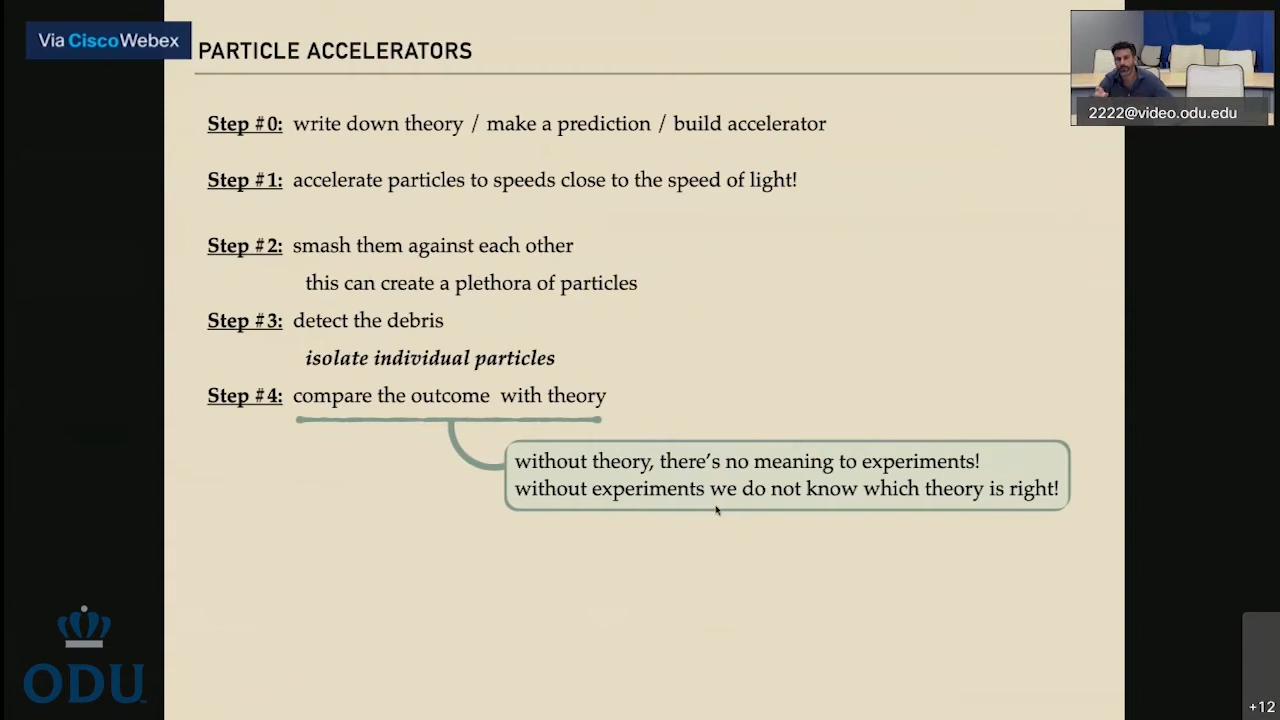 Via CiscoWebex
PARTICLE ACCELERATORS
2222@video.odu.edu
Step #0: write down theory / make a prediction / build accelerator
Step #1: accelerate particles to speeds close to the speed of light!
Step #2: smash them against each other
this can create a plethora of particles
Step #3: detect the debris
isolate individual particles
Step #4: compare the outcome with theory
without theory, there's no meaning to experiments!
without experiments we do not know which theory is right!
ODU
+12